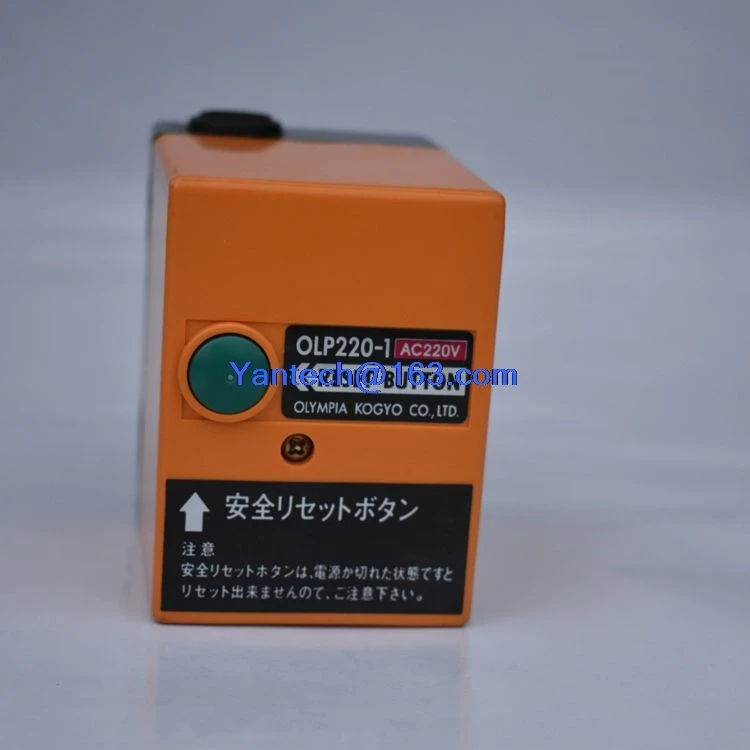 OLP220-1 AC220V
BUTTON
Yantech@163.com
OLYMPIA KOGYO CO.,LTD.
安全リセットボタン
注意
安全リセットボタンは、電源が切れた状態ですと
リセット出来ませんので、ご注意下さい。